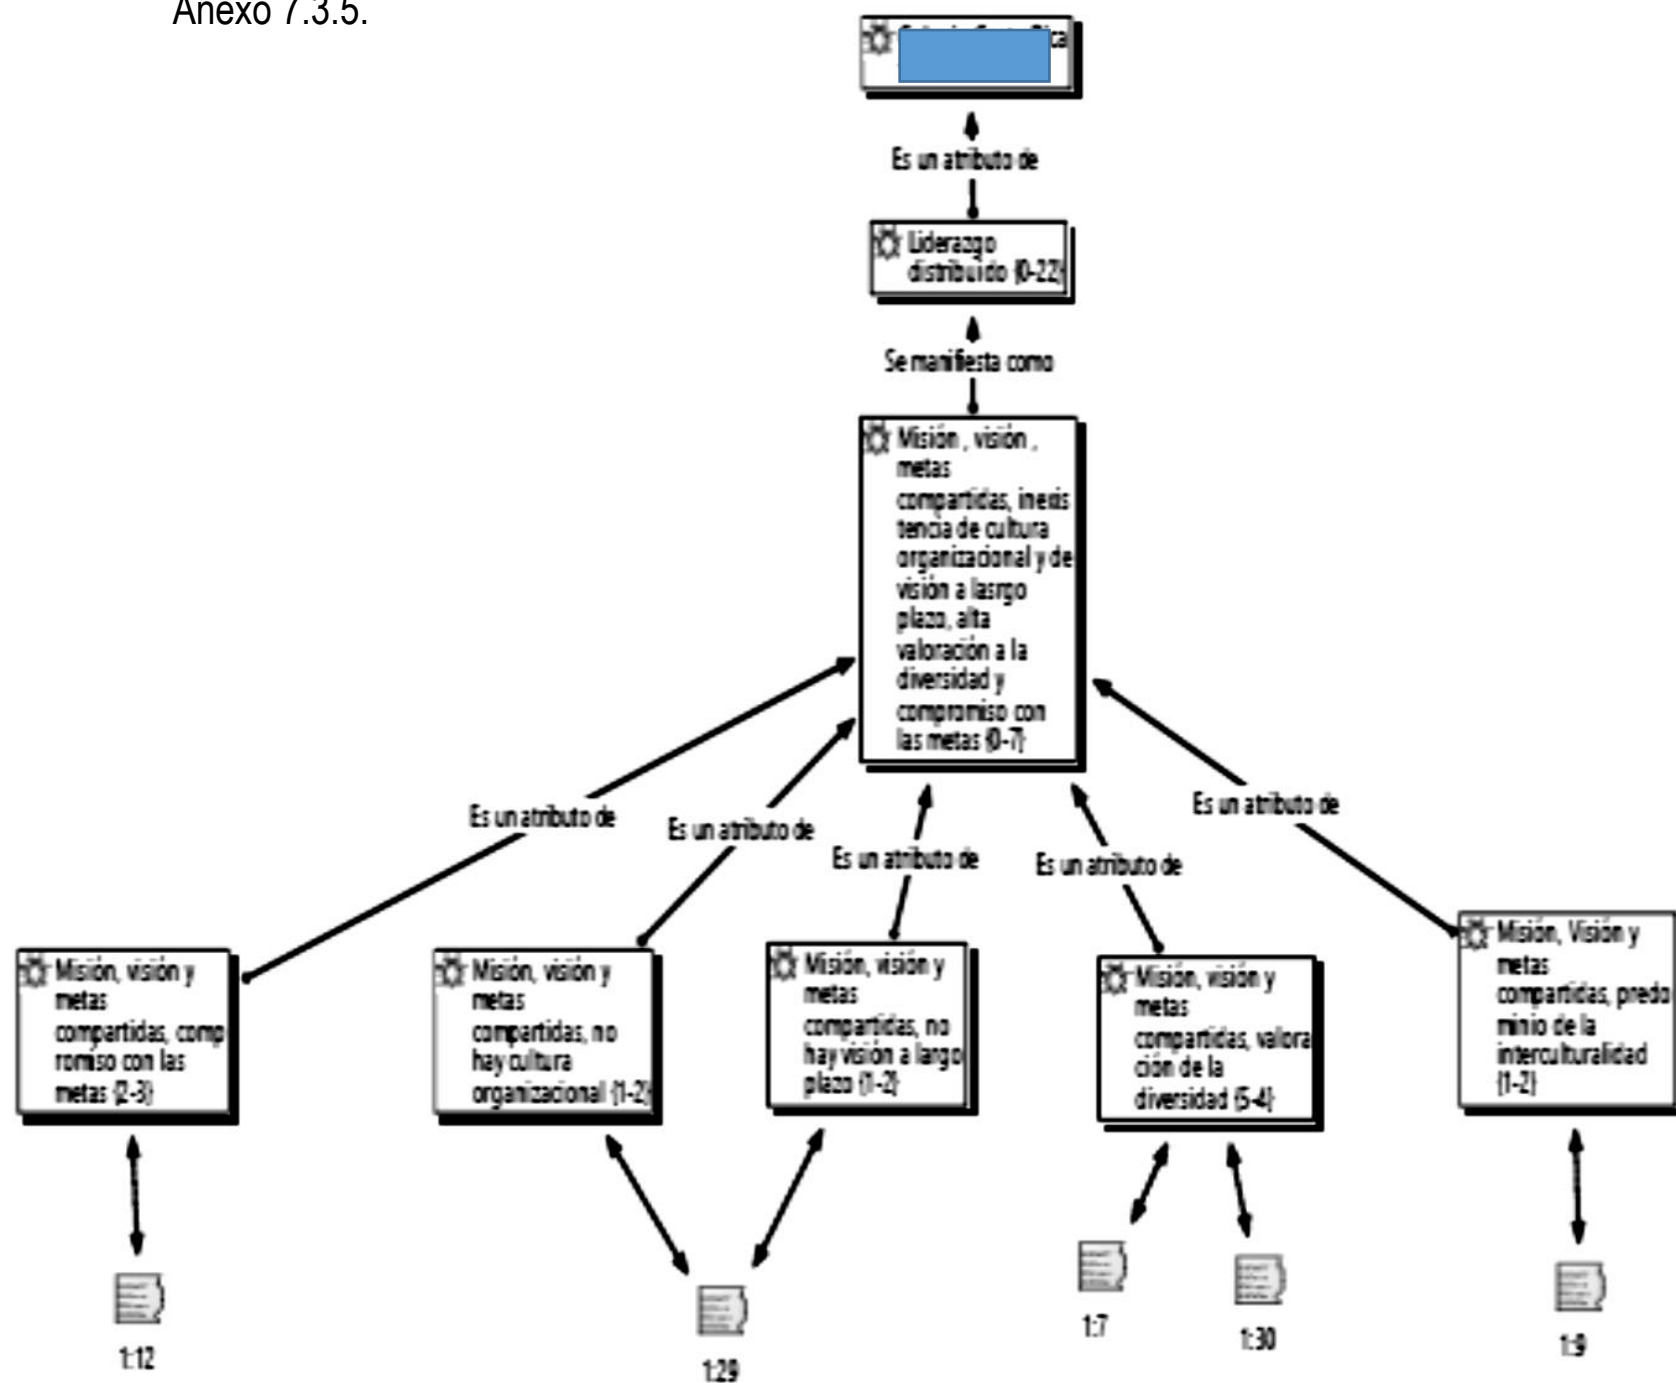 Anexo 7.3.5.
Es un atributo de
Liderazgo
distribuido {0-22}
Se manifiesta como
Misión , visión ,
metas
compartidas, inexis
tencia de cultura
organizacional y de
visión a lasrgo
plazo, alta
valoración a la
diversidad y
compromiso con
las metas {0-7}
Es un atributo de
Es un atributo de
Es un atributo de
Es un atributo de
Es un atributo de
Misión, visión y
metas
compartidas, comp
romiso con las
metas {2-3}
Misión, visión y
metas
compartidas, no
hay cultura
organizacional {1-2}
Misión, visión y
metas
compartidas, no
hay visión a largo
plazo {1-2}
Misión, visión y
metas
compartidas, valora
ción de la
diversidad {5-4}
Misión, Visión y
metas
compartidas, predo
minio de la
interculturalidad
{1-2}
1:12
1:29
1:7
1:30
1:9